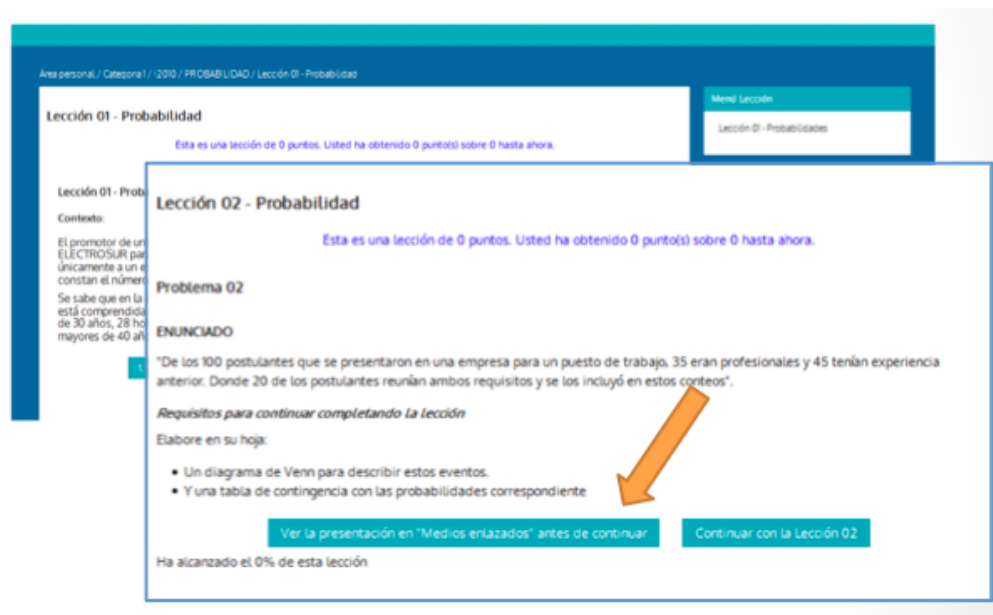 Área personal / Categoria1 / i2010 / PROBABILIDAD / Lección 01 - Probabilidad
Lección 01 - Probabilidad
Esta es una lección de 0 puntos. Usted ha obtenido 0 punto(s) sobre 0 hasta ahora.
Menú Lección
Lección 01 - Probabilidades
Lección 01 - Prob
Contexto:
El promotor de un
ELECTROSUR par
únicamente a un e
constan el número
Se sabe que en la
está comprendida
de 30 años, 28 ho
mayores de 40 añ
1
Lección 02 - Probabilidad
Esta es una lección de 0 puntos. Usted ha obtenido 0 punto(s) sobre 0 hasta ahora.
Problema 02
ENUNCIADO
"De los 100 postulantes que se presentaron en una empresa para un puesto de trabajo, 35 eran profesionales y 45 tenían experiencia
anterior. Donde 20 de los postulantes reunían ambos requisitos y se los incluyó en estos conteos".
Requisitos para continuar completando la lección
Elabore en su hoja:
• Un diagrama de Venn para describir estos eventos.
• Y una tabla de contingencia con las probabilidades correspondiente
Ver la presentación en "Medios enlazados" antes de continuar
Continuar con la Lección 02
Ha alcanzado el 0% de esta lección